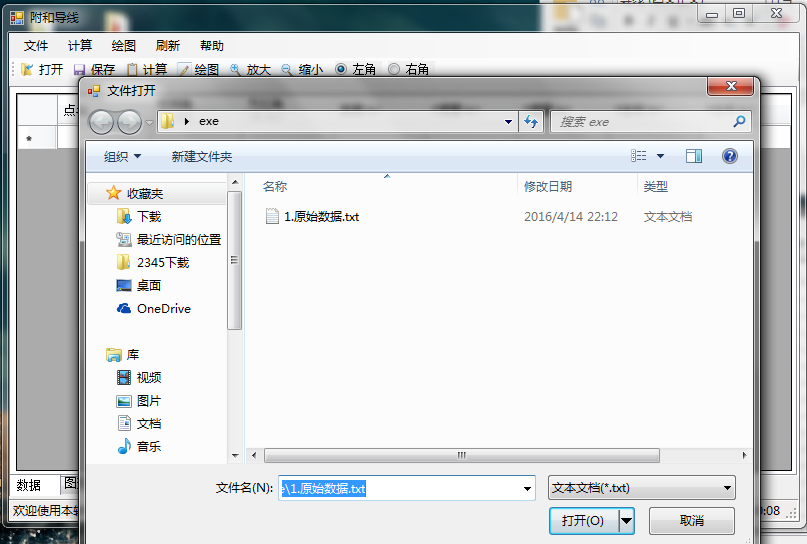 附和导线
文件 计算 绘图 刷新 帮助
打开 保存 计算 绘图 放大 缩小 左角 右角
文件打开
点
exe
搜索 exe
组织 新建文件夹
名称 修改日期 类型
收藏夹
1.原始数据.txt 2016/4/14 22:12 文本文档
下载
最近访问的位置
2345下载
桌面
OneDrive
库
视频
图片
文档
音乐
文件名(N): e\1.原始数据.txt 文本文档(*.txt)
数据 图
打开(O) 取消
欢迎使用本 :08